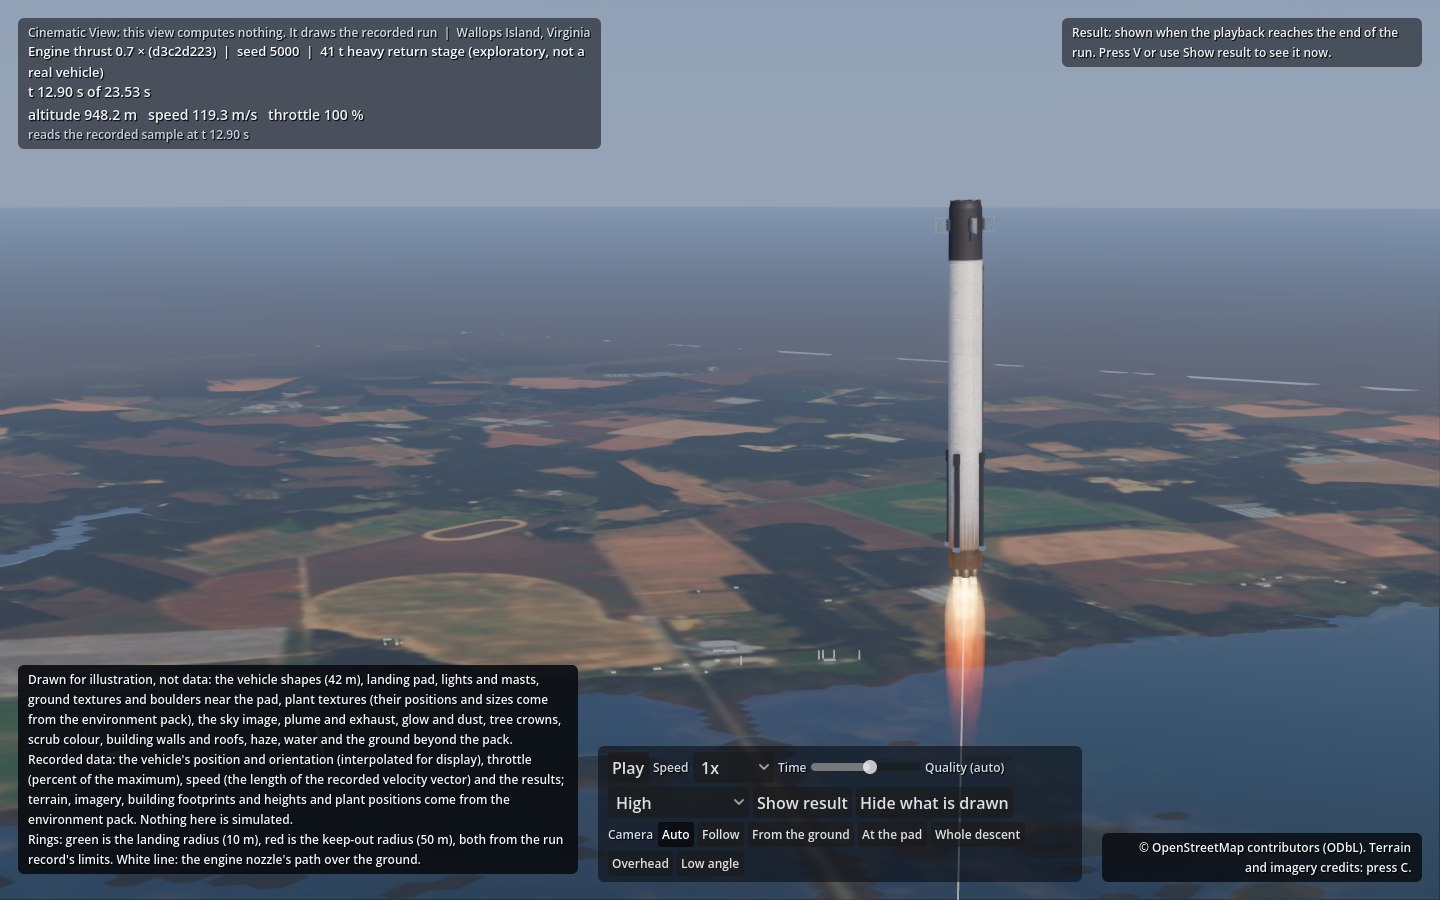 Cinematic View: this view computes nothing. It draws the recorded run | Wallops Island, Virginia
Engine thrust 0.7 × (d3c2d223) | seed 5000 | 41 t heavy return stage (exploratory, not a
real vehicle)
t 12.90 s of 23.53 s
altitude 948.2 m speed 119.3 m/s throttle 100 %
reads the recorded sample at t 12.90 s
Result: shown when the playback reaches the end of the
run. Press V or use Show result to see it now.
Drawn for illustration, not data: the vehicle shapes (42 m), landing pad, lights and masts,
ground textures and boulders near the pad, plant textures (their positions and sizes come
from the environment pack), the sky image, plume and exhaust, glow and dust, tree crowns,
scrub colour, building walls and roofs, haze, water and the ground beyond the pack.
Recorded data: the vehicle's position and orientation (interpolated for display), throttle
(percent of the maximum), speed (the length of the recorded velocity vector) and the results;
terrain, imagery, building footprints and heights and plant positions come from the
environment pack. Nothing here is simulated.
Rings: green is the landing radius (10 m), red is the keep-out radius (50 m), both from the run
record's limits. White line: the engine nozzle's path over the ground.
Play Speed 1x Time Quality (auto)
High Show result Hide what is drawn
Camera Auto Follow From the ground At the pad Whole descent
Overhead Low angle
© OpenStreetMap contributors (ODbL). Terrain
and imagery credits: press C.